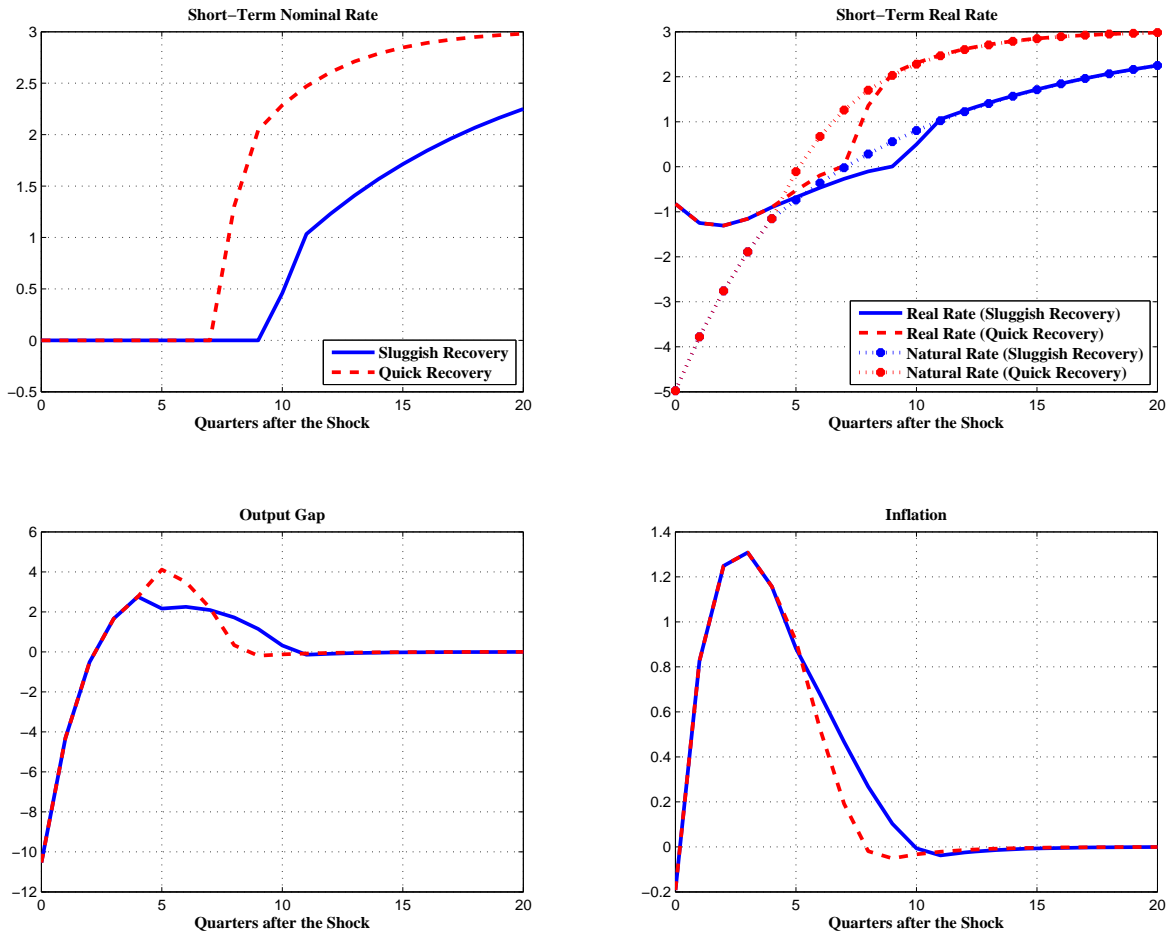 Short−Term Nominal Rate
3
2.5
2
1.5
1
0.5
0
−0.5
0 5 10 15 20
Quarters after the Shock
Sluggish Recovery
Quick Recovery
Short−Term Real Rate
3
2
1
0
−1
−2
−3
−4
−5
0 5 10 15 20
Quarters after the Shock
Real Rate (Sluggish Recovery)
Real Rate (Quick Recovery)
Natural Rate (Sluggish Recovery)
Natural Rate (Quick Recovery)
Output Gap
6
4
2
0
−2
−4
−6
−8
−10
−12
0 5 10 15 20
Quarters after the Shock
Inflation
1.4
1.2
1
0.8
0.6
0.4
0.2
0
−0.2
0 5 10 15 20
Quarters after the Shock